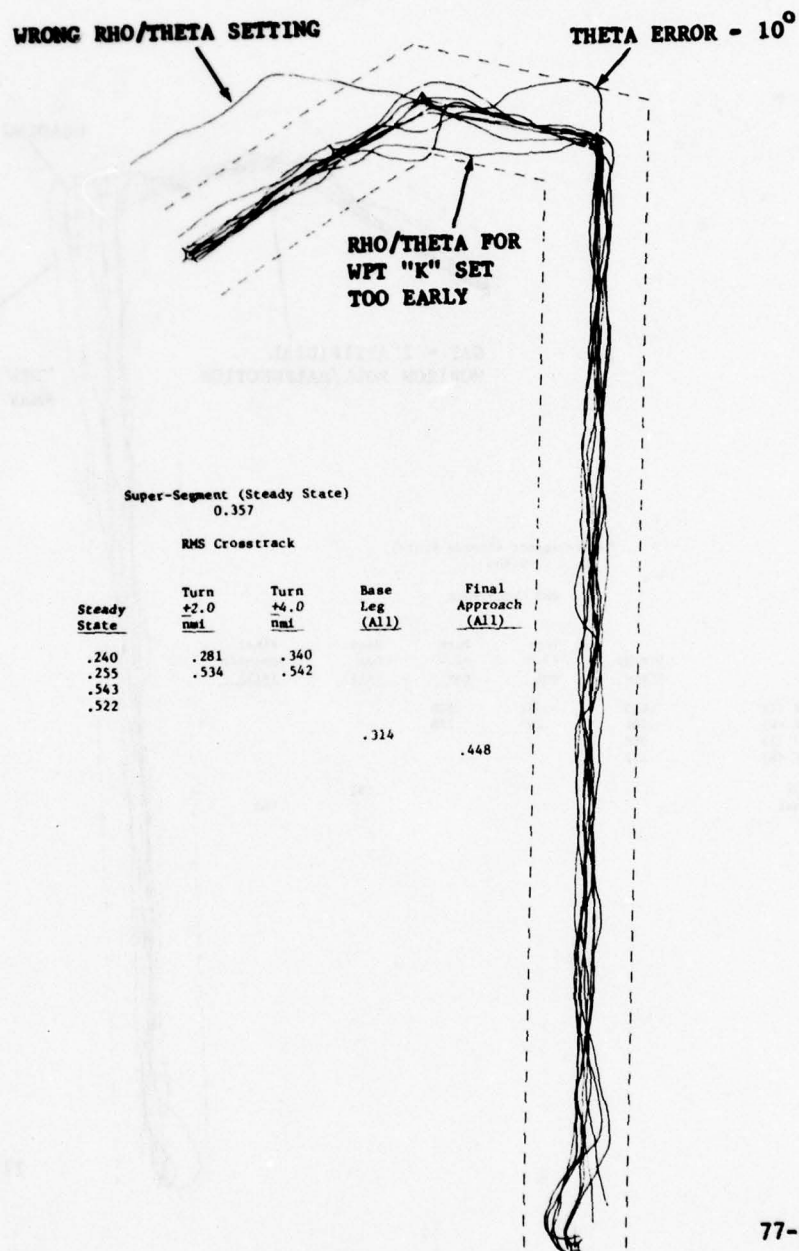 WRONG RHO/THETA SETTING
THETA ERROR - 10°
RHO/THETA FOR
WPT "K" SET
TOO EARLY
Super-Segment (Steady State)
0.357
RMS Crosstrack
Steady State Turn ±2.0 nmi Turn ±4.0 nmi Base Leg (All) Final Approach (All)
.240 .281 .340
.255 .534 .542
.543
.522
.314
.448
77-